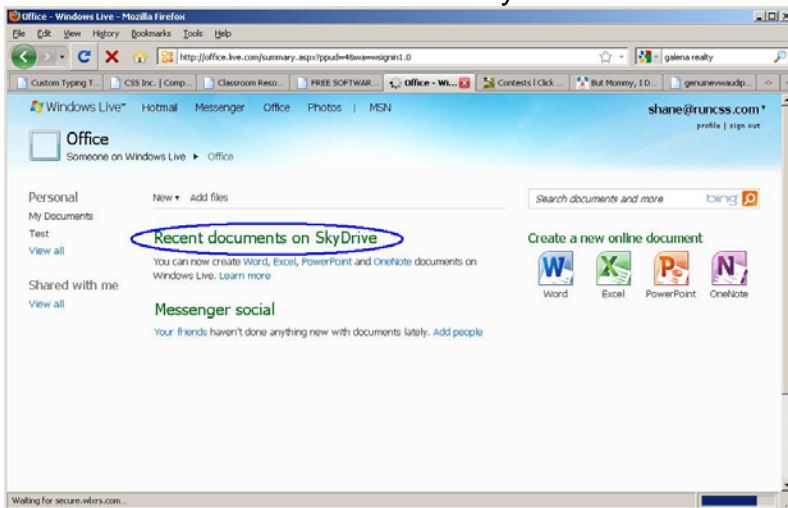 Office - Windows Live - Mozilla Firefox
File Edit View History Bookmarks Tools Help
http://office.live.com/summary.aspx?ppud=4&wa=wsignin1.0
galena realty
Custom Typing T... CSS Inc. | Comp... Classroom Reso... FREE SOFTWAR... Office - Wi... Contests | Click ... But Mommy, I D... genuinevwaudp...
Windows Live™ Hotmail Messenger Office Photos | MSN
shane@runcss.com
profile | sign out
Office
Someone on Windows Live ▸ Office
Personal
My Documents
Test
View all
Shared with me
View all
New ▾ Add files
Recent documents on SkyDrive
You can now create Word, Excel, PowerPoint and OneNote documents on
Windows Live. Learn more
Messenger social
Your friends haven't done anything new with documents lately. Add people
Search documents and more bing
Create a new online document
Word Excel PowerPoint OneNote
Waiting for secure.wlxrs.com...